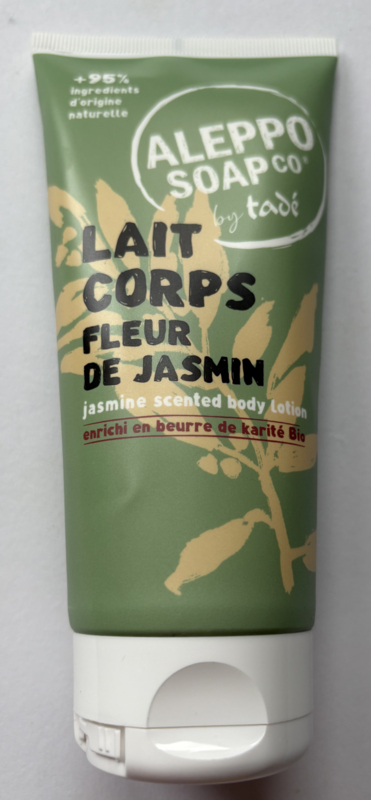 +95%
ingredients
d'origine
naturelle
ALEPPO
SOAP CO®
by tadé
LAIT
CORPS
FLEUR
DE JASMIN
jasmine scented body lotion
enrichi en beurre de karité Bio